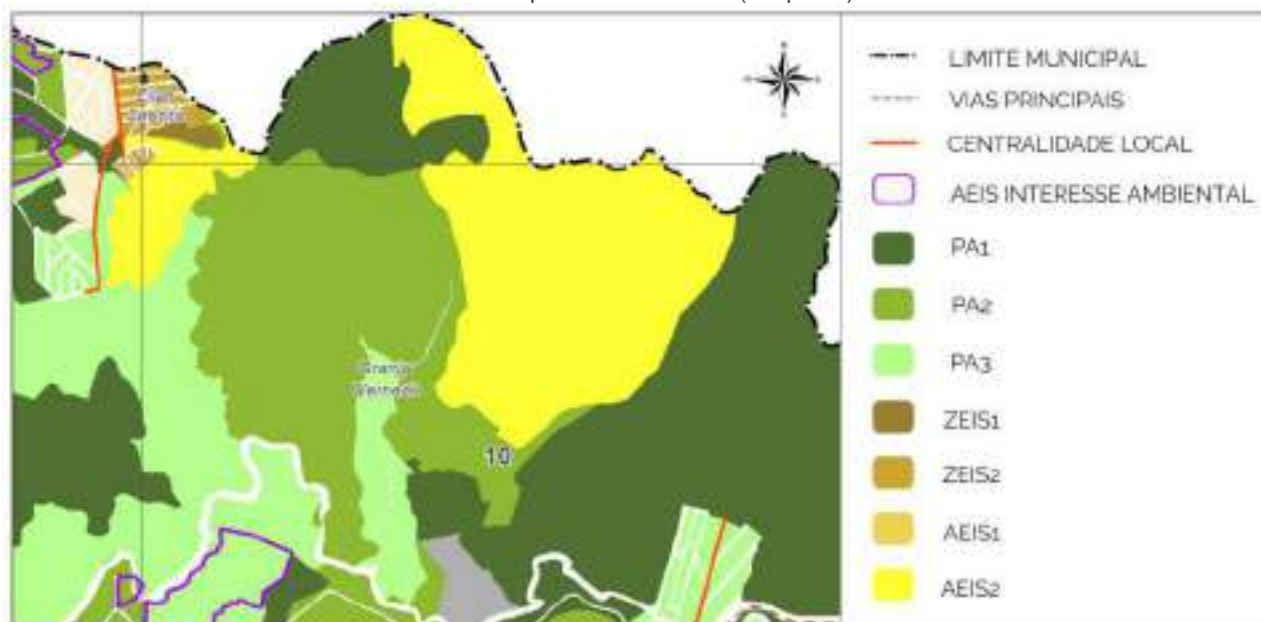 10
LIMITE MUNICIPAL
VIAS PRINCIPAIS
CENTRALIDADE LOCAL
AEIS INTERESSE AMBIENTAL
PA1
PA2
PA3
ZEIS1
ZEIS2
AEIS1
AEIS2